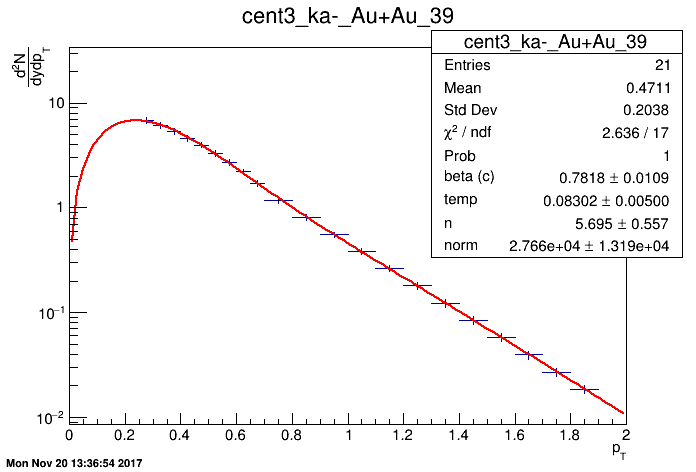 cent3_ka-_Au+Au_39
d²N
dydp_T
cent3_ka-_Au+Au_39
Entries 21
Mean 0.4711
Std Dev 0.2038
χ² / ndf 2.636 / 17
Prob 1
beta (c) 0.7818 ± 0.0109
temp 0.08302 ± 0.00500
n 5.695 ± 0.557
norm 2.766e+04 ± 1.319e+04
10
1
10⁻¹
10⁻²
0 0.2 0.4 0.6 0.8 1 1.2 1.4 1.6 1.8 2
p_T
Mon Nov 20 13:36:54 2017